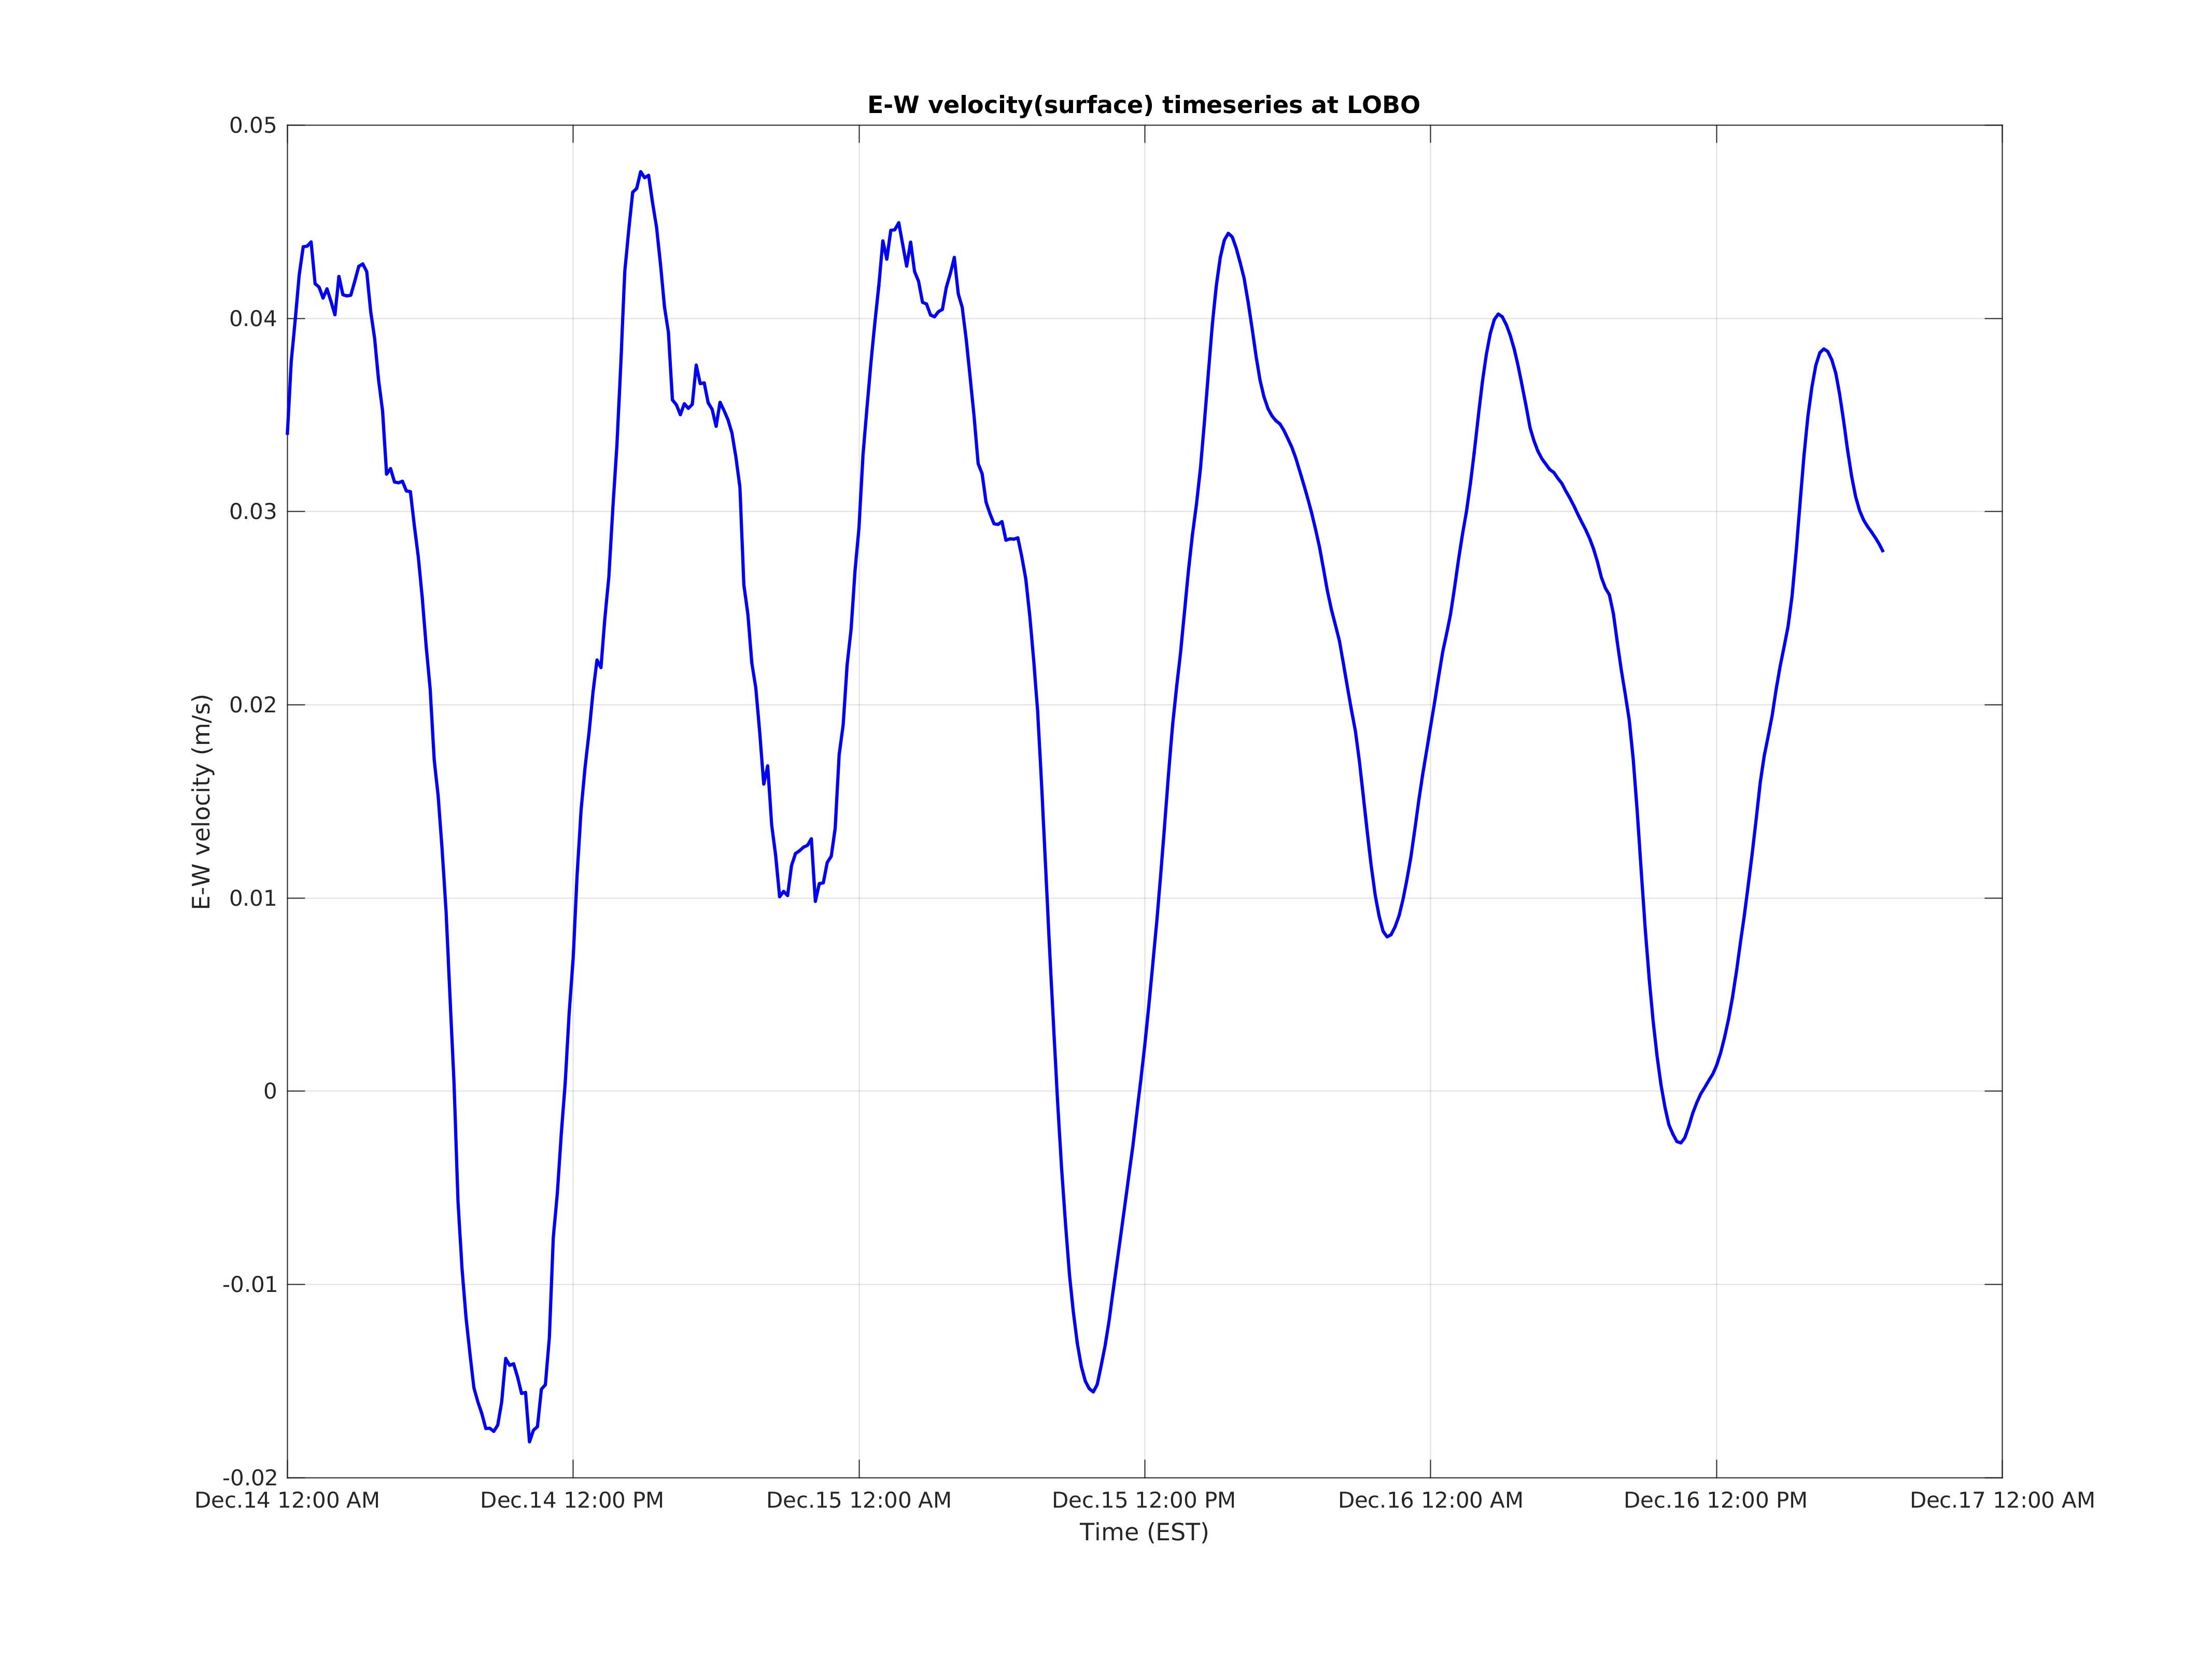 E-W velocity(surface) timeseries at LOBO
0.05
0.04
0.03
0.02
0.01
0
-0.01
-0.02
E-W velocity (m/s)
Dec.14 12:00 AM Dec.14 12:00 PM Dec.15 12:00 AM Dec.15 12:00 PM Dec.16 12:00 AM Dec.16 12:00 PM Dec.17 12:00 AM
Time (EST)